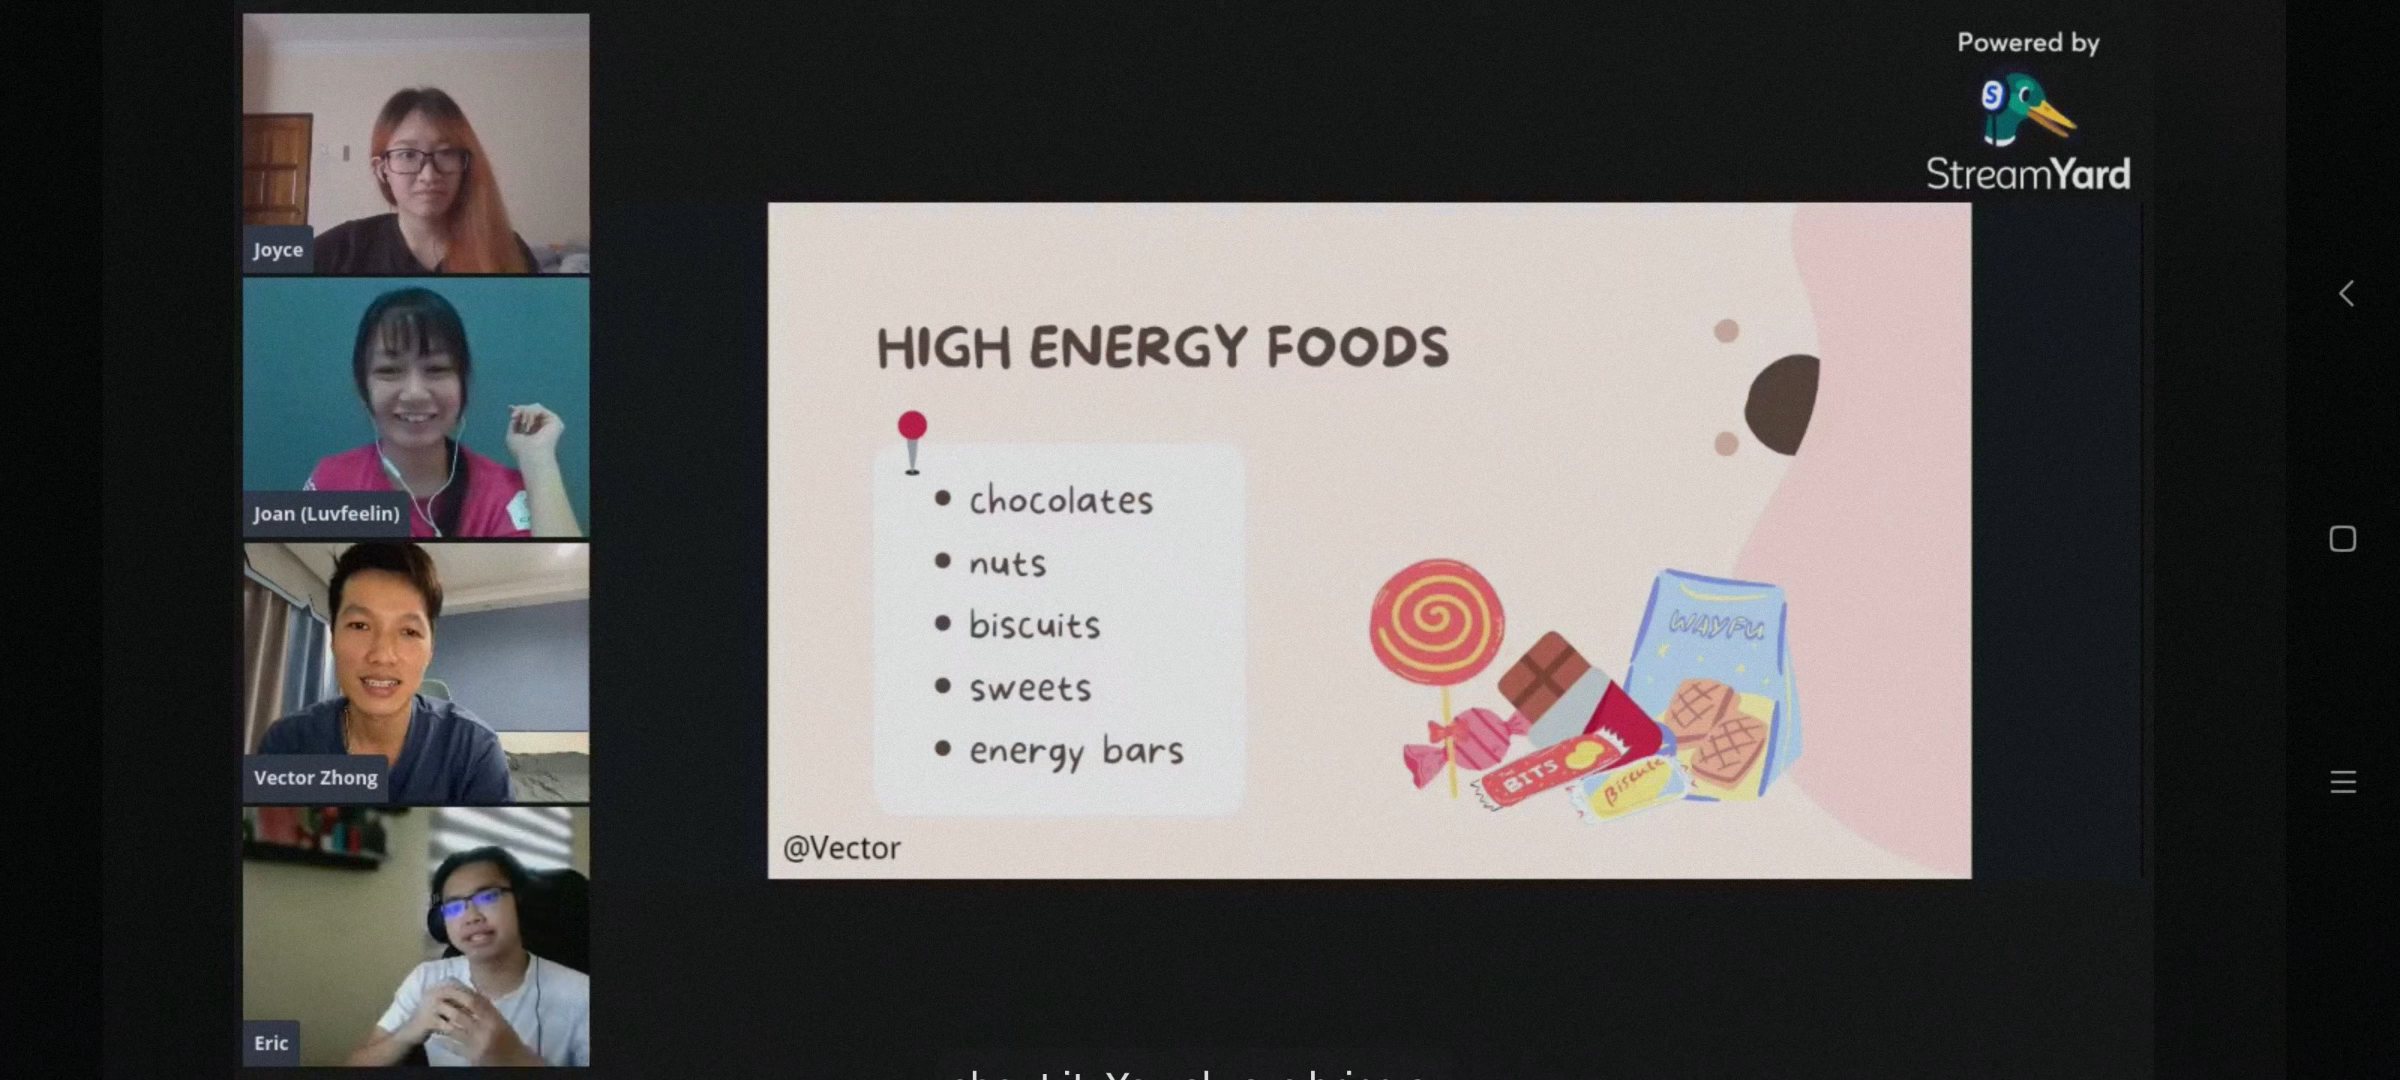 Powered by
StreamYard
Joyce
Joan (Luvfeelin)
Vector Zhong
Eric
HIGH ENERGY FOODS
• chocolates
• nuts
• biscuits
• sweets
• energy bars
WAYFU
BITS
@Vector